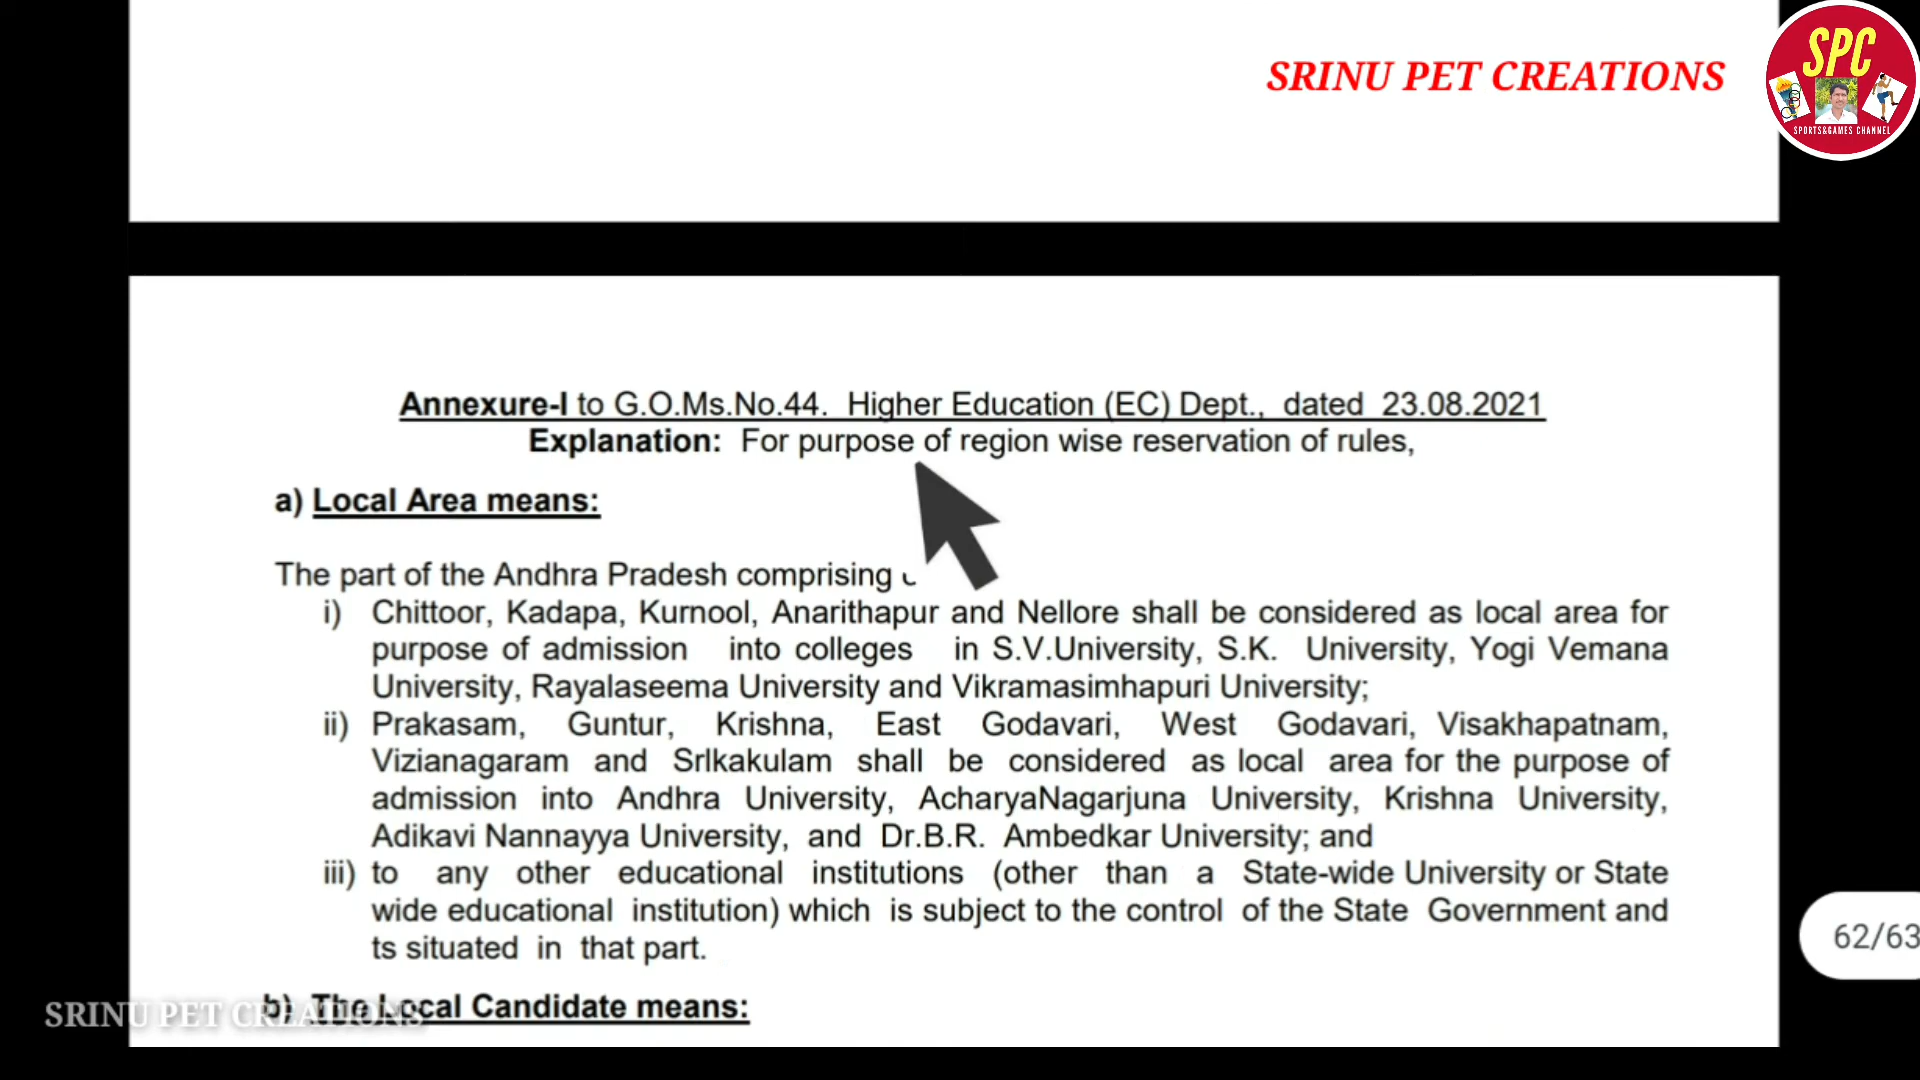 SRINU PET CREATIONS
SPC
SPORTS&GAMES CHANNEL
Annexure-I to G.O.Ms.No.44. Higher Education (EC) Dept., dated 23.08.2021
Explanation: For purpose of region wise reservation of rules,
a) Local Area means:
The part of the Andhra Pradesh comprising
i) Chittoor, Kadapa, Kurnool, Anarithapur and Nellore shall be considered as local area for
purpose of admission into colleges in S.V.University, S.K. University, Yogi Vemana
University, Rayalaseema University and Vikramasimhapuri University;
ii) Prakasam, Guntur, Krishna, East Godavari, West Godavari, Visakhapatnam,
Vizianagaram and Srlkakulam shall be considered as local area for the purpose of
admission into Andhra University, AcharyaNagarjuna University, Krishna University,
Adikavi Nannayya University, and Dr.B.R. Ambedkar University; and
iii) to any other educational institutions (other than a State-wide University or State
wide educational institution) which is subject to the control of the State Government and
ts situated in that part.
62/63
b) The Local Candidate means:
SRINU PET CREATIONS